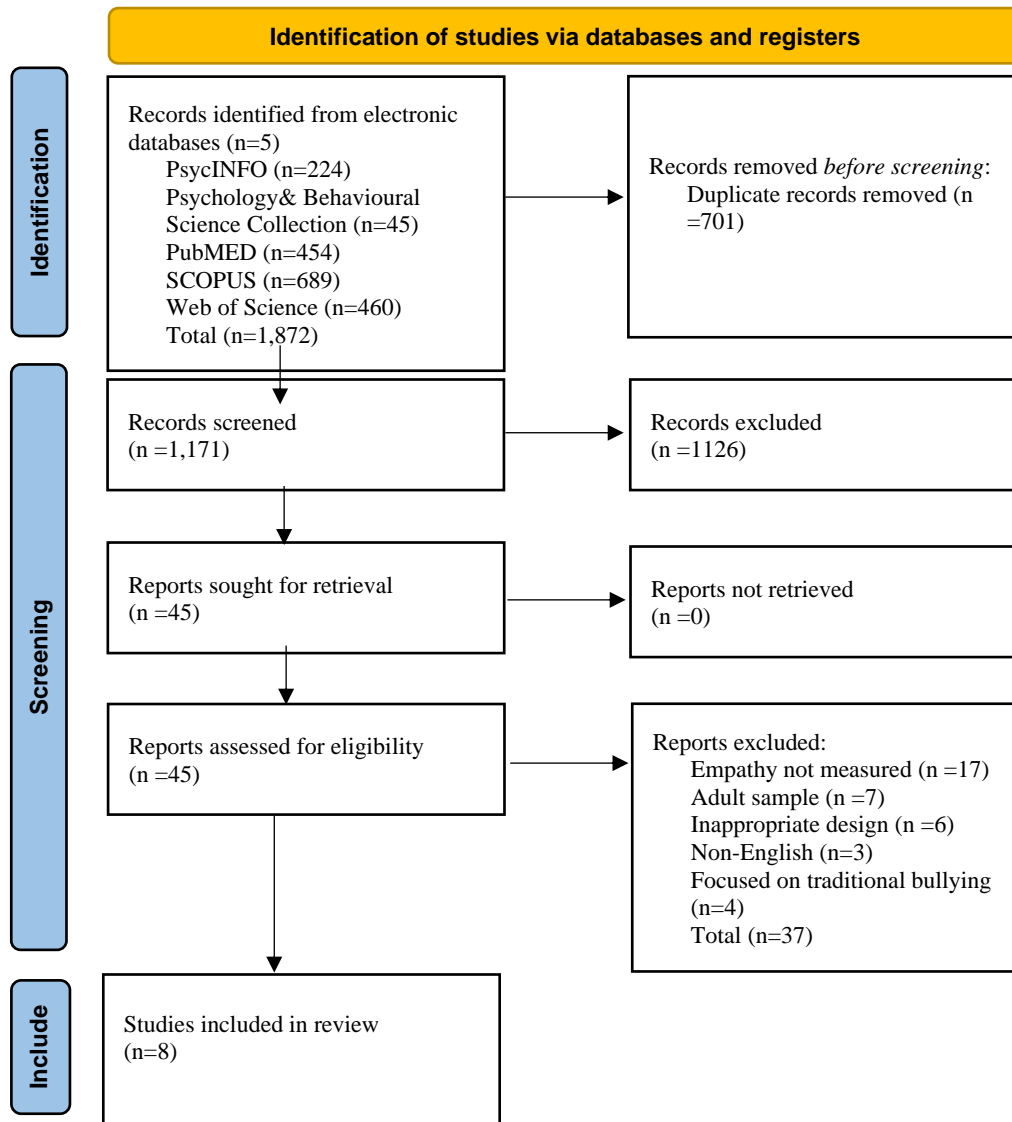 Identification of studies via databases and registers
Identification
Records identified from electronic
databases (n=5)
PsycINFO (n=224)
Psychology& Behavioural
Science Collection (n=45)
PubMED (n=454)
SCOPUS (n=689)
Web of Science (n=460)
Total (n=1,872)
Records removed before screening:
Duplicate records removed (n
=701)
Screening
Records screened
(n =1,171)
Records excluded
(n =1126)
Reports sought for retrieval
(n =45)
Reports not retrieved
(n =0)
Reports assessed for eligibility
(n =45)
Reports excluded:
Empathy not measured (n =17)
Adult sample (n =7)
Inappropriate design (n =6)
Non-English (n=3)
Focused on traditional bullying
(n=4)
Total (n=37)
Include
Studies included in review
(n=8)